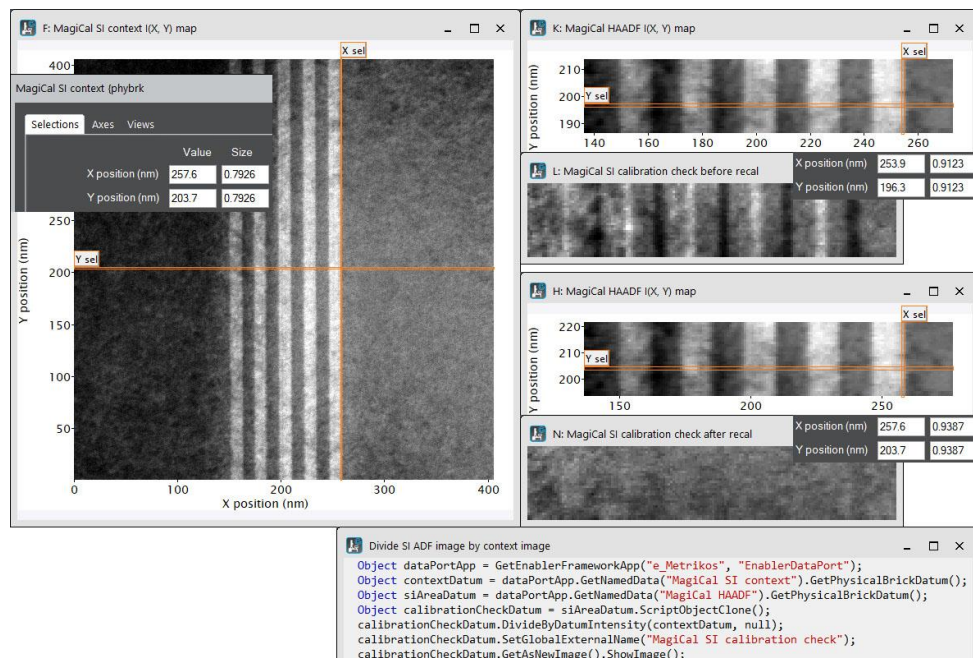 F: MagiCal SI context I(X, Y) map
X sel
400
MagiCal SI context (phybrk
Selections Axes Views
Value Size
X position (nm) 257.6 0.7926
Y position (nm) 203.7 0.7926
250
Y sel
200
150
100
50
0 100 200 300 400
X position (nm)
Y position (nm)
K: MagiCal HAADF I(X, Y) map
X sel
210
Y sel
200
190
140 160 180 200 220 240 260
Y position (nm)
X position (nm) 253.9 0.9123
Y position (nm) 196.3 0.9123
L: MagiCal SI calibration check before recal
H: MagiCal HAADF I(X, Y) map
X sel
220
210
Y sel
200
150 200 250
Y position (nm)
X position (nm) 257.6 0.9387
Y position (nm) 203.7 0.9387
N: MagiCal SI calibration check after recal
Divide SI ADF image by context image
Object dataPortApp = GetEnablerFrameworkApp("e_Metrikos", "EnablerDataPort");
Object contextDatum = dataPortApp.GetNamedData("MagiCal SI context").GetPhysicalBrickDatum();
Object siAreaDatum = dataPortApp.GetNamedData("MagiCal HAADF").GetPhysicalBrickDatum();
Object calibrationCheckDatum = siAreaDatum.ScriptObjectClone();
calibrationCheckDatum.DivideByDatumIntensity(contextDatum, null);
calibrationCheckDatum.SetGlobalExternalName("MagiCal SI calibration check");
calibrationCheckDatum.GetAsNewImage().ShowImage();